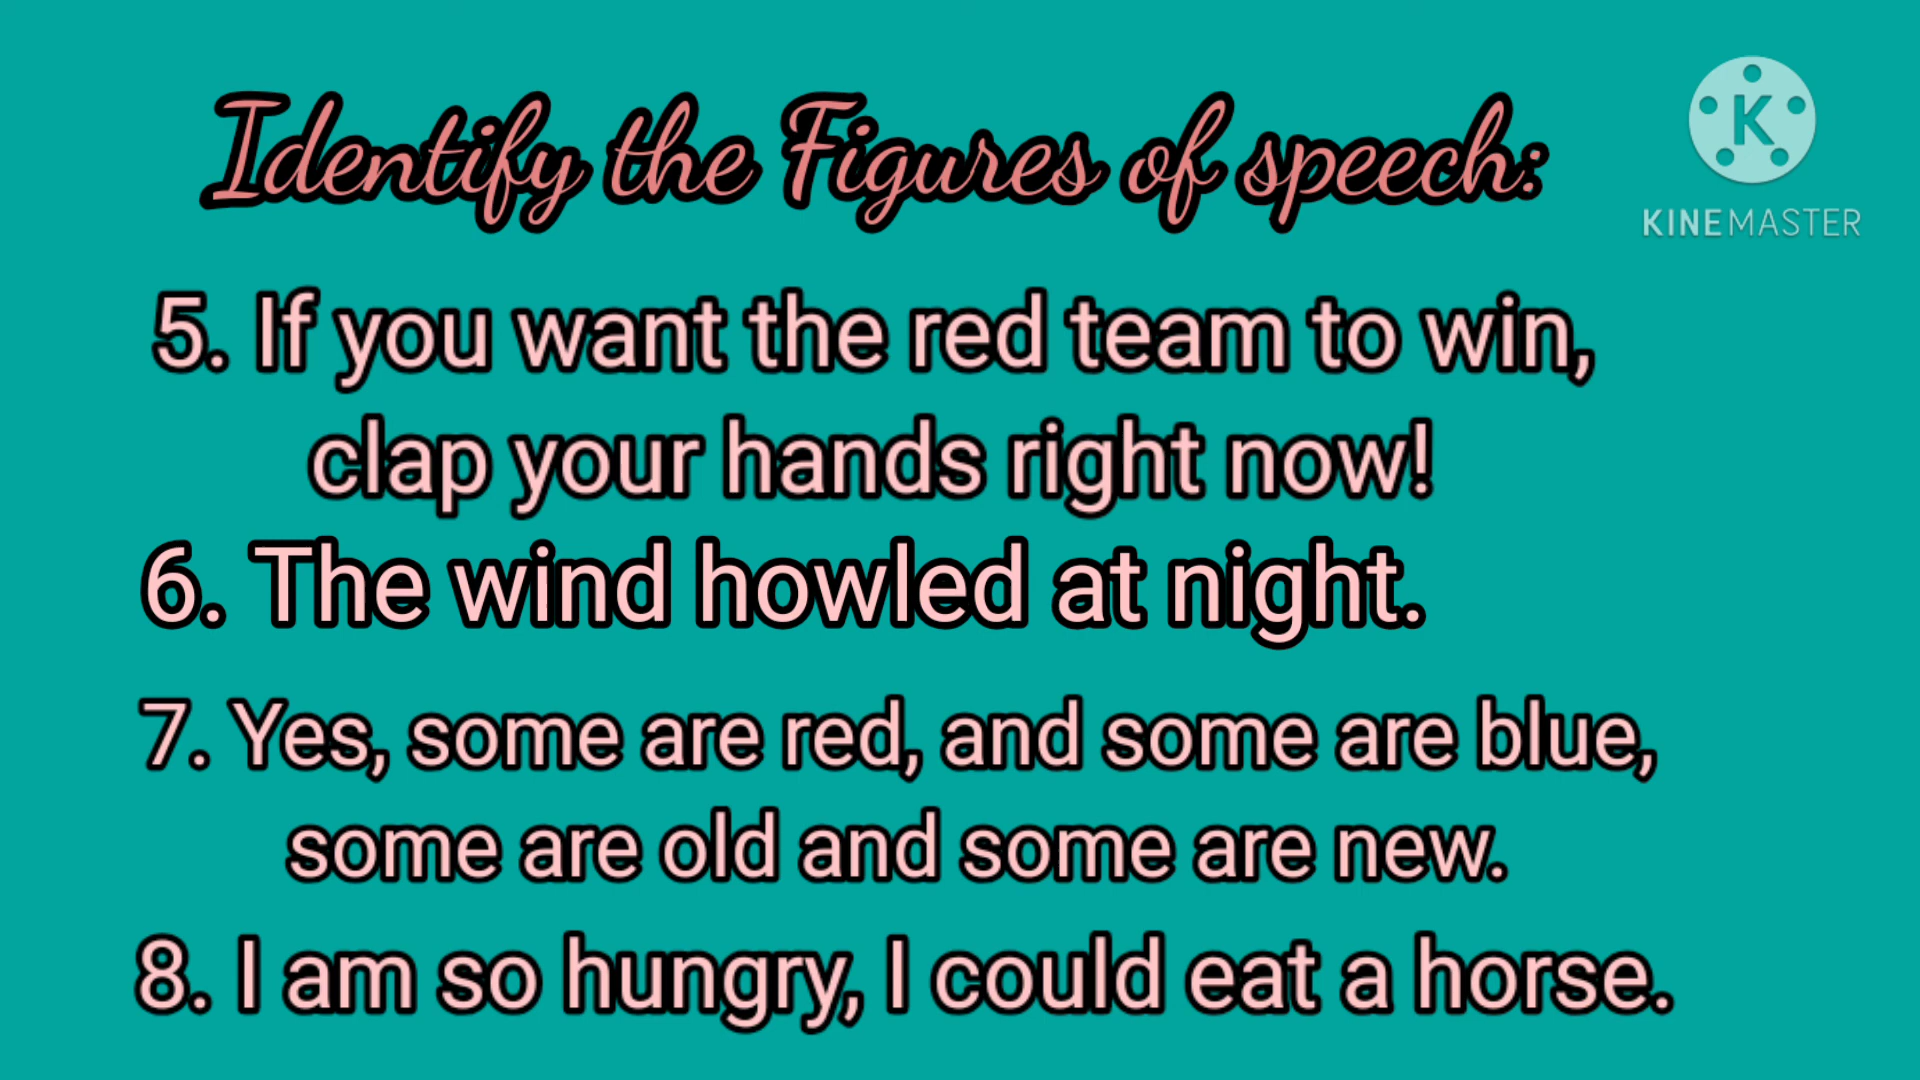 Identify the Figures of speech:
KINEMASTER
5. If you want the red team to win,
clap your hands right now!
6. The wind howled at night.
7. Yes, some are red, and some are blue,
some are old and some are new.
8. I am so hungry, I could eat a horse.